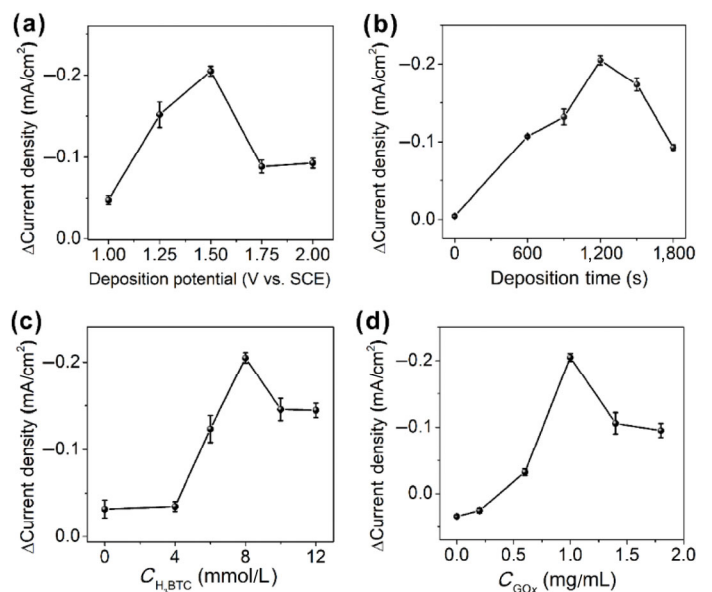 (a)
ΔCurrent density (mA/cm²)
−0.2
−0.1
0.0
1.00 1.25 1.50 1.75 2.00
Deposition potential (V vs. SCE)
(b)
ΔCurrent density (mA/cm²)
−0.2
−0.1
0.0
0 600 1,200 1,800
Deposition time (s)
(c)
ΔCurrent density (mA/cm²)
−0.2
−0.1
0.0
0 4 8 12
C_H₃BTC (mmol/L)
(d)
ΔCurrent density (mA/cm²)
−0.2
−0.1
0.0
0.0 0.5 1.0 1.5 2.0
C_GOx (mg/mL)